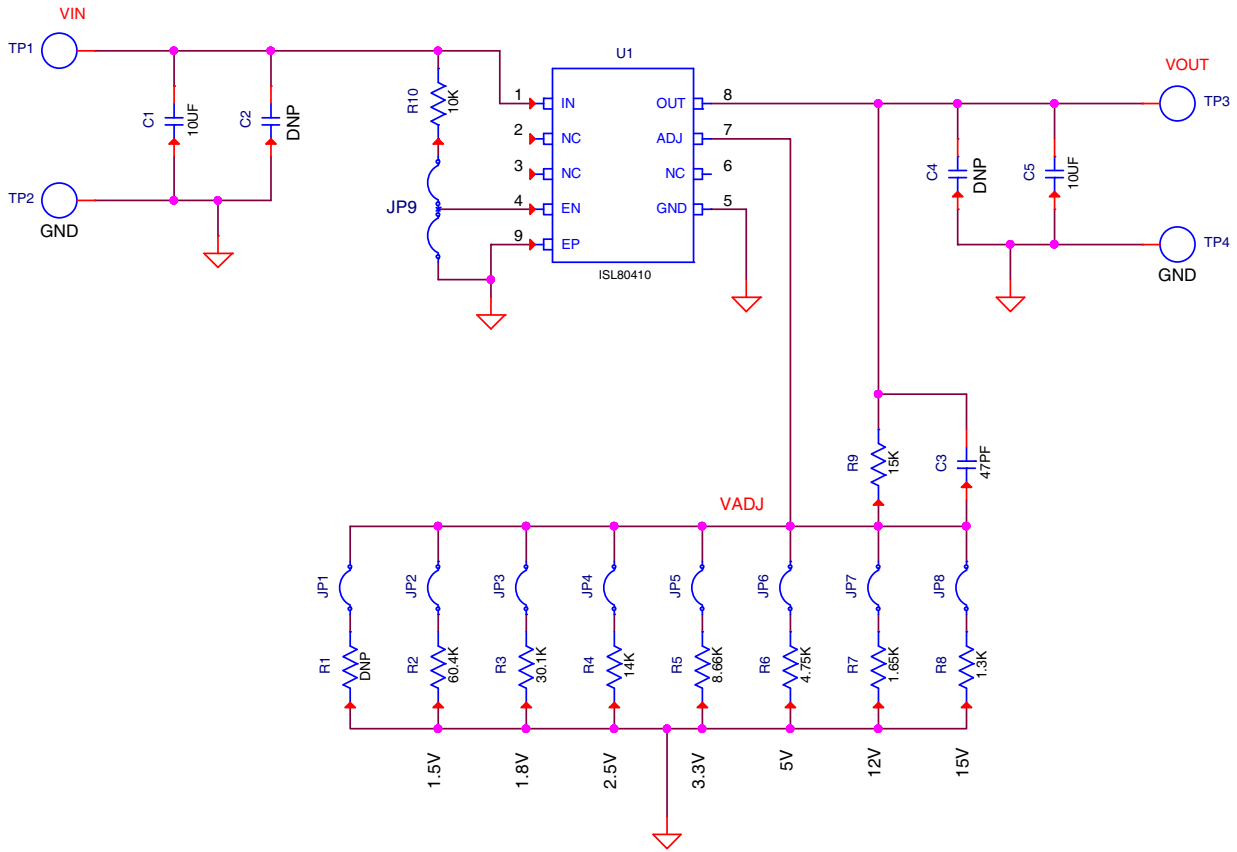 VIN
TP1
C1
10UF
C2
DNP
TP2
GND
R10
10K
JP9
U1
1
IN
2
NC
3
NC
4
EN
9
EP
OUT
8
ADJ
7
NC
6
GND
5
ISL80410
VOUT
TP3
C4
DNP
C5
10UF
TP4
GND
R9
15K
C3
47PF
VADJ
JP1
JP2
JP3
JP4
JP5
JP6
JP7
JP8
R1
DNP
R2
60.4K
R3
30.1K
R4
14K
R5
8.66K
R6
4.75K
R7
1.65K
R8
1.3K
1.5V
1.8V
2.5V
3.3V
5V
12V
15V